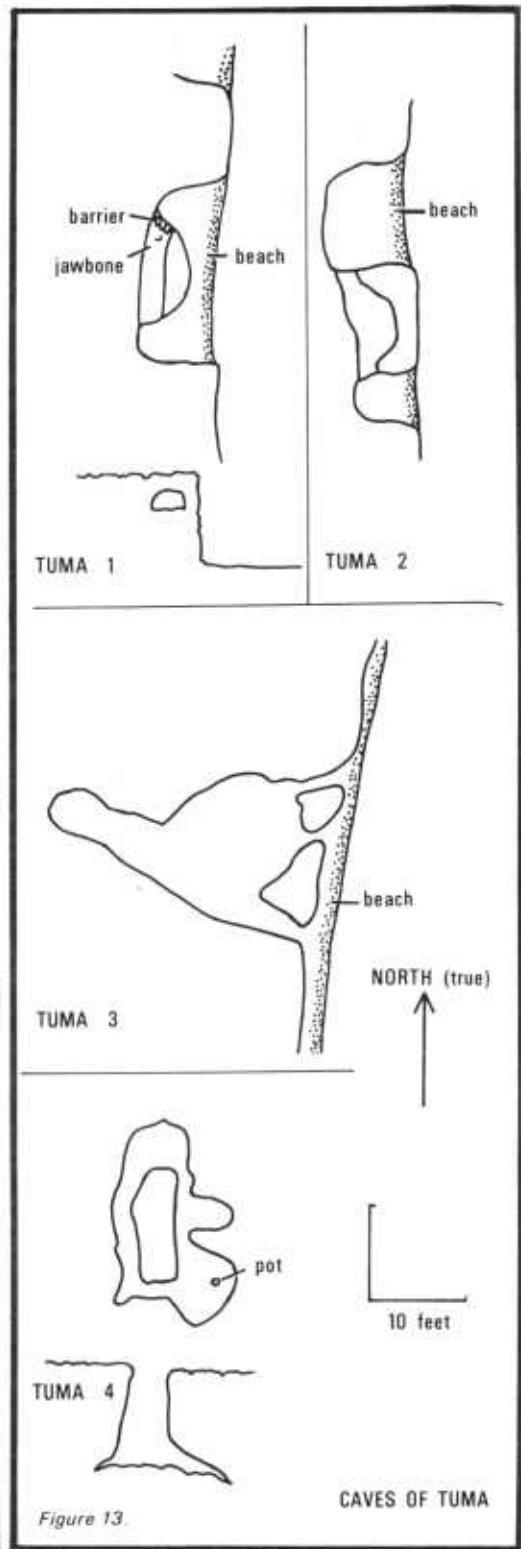 barrier
jawbone
beach
TUMA 1
beach
TUMA 2
beach
NORTH (true)
TUMA 3
pot
10 feet
TUMA 4
CAVES OF TUMA
Figure 13.